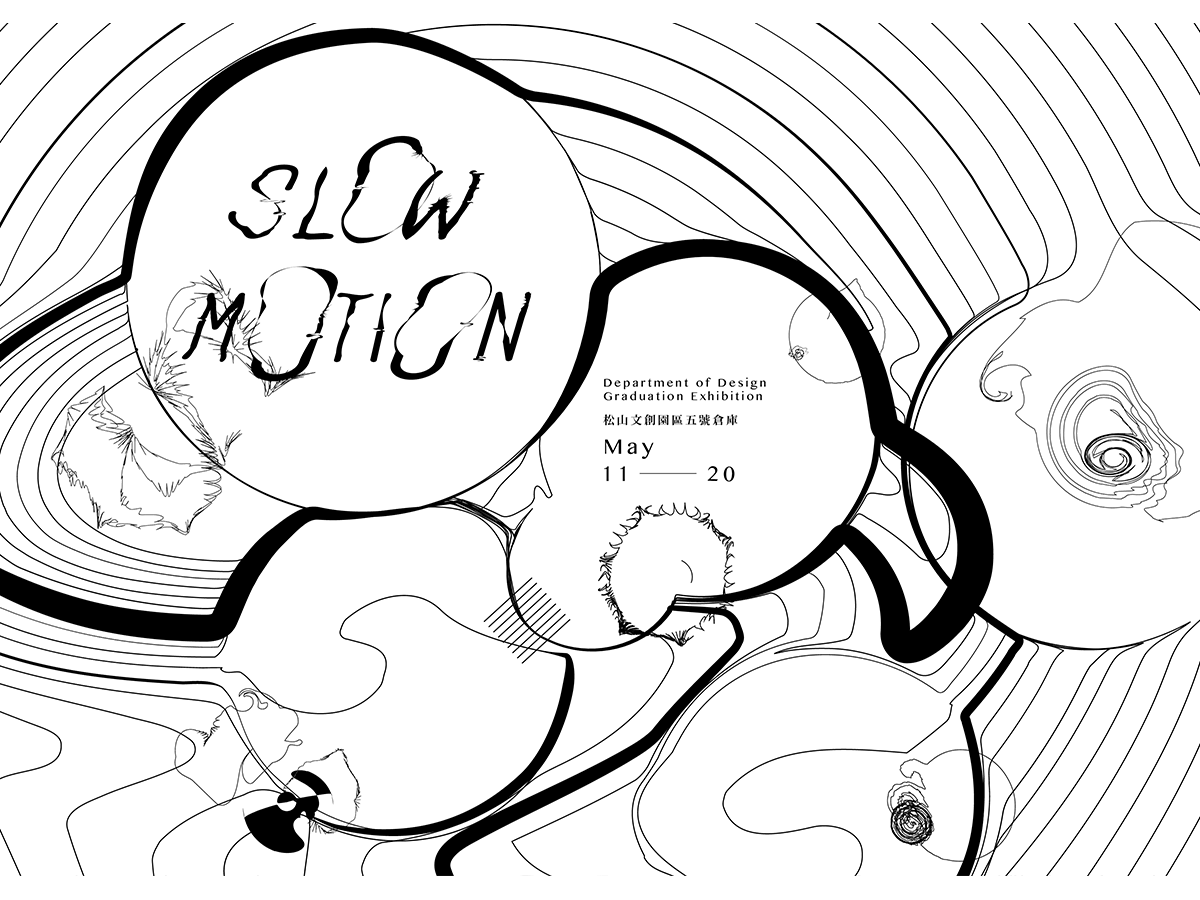 SLOW
MOTION
Department of Design
Graduation Exhibition
松山文創園區五號倉庫
May
11 —— 20